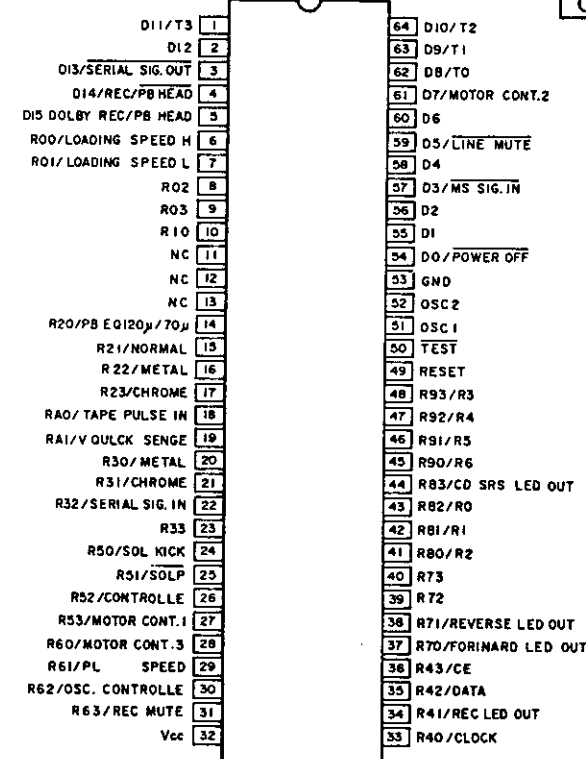 D11/T3 1
D12 2
D13/SERIAL SIG. OUT 3
D14/REC/PB HEAD 4
D15 DOLBY REC/PB HEAD 5
R00/LOADING SPEED H 6
R01/LOADING SPEED L 7
R02 8
R03 9
R10 10
NC 11
NC 12
NC 13
R20/PB EQ120μ/70μ 14
R21/NORMAL 15
R22/METAL 16
R23/CHROME 17
RA0/TAPE PULSE IN 18
RA1/V QULCK SENGE 19
R30/METAL 20
R31/CHROME 21
R32/SERIAL SIG. IN 22
R33 23
R50/SOL KICK 24
R51/SOLP 25
R52/CONTROLLE 26
R53/MOTOR CONT.1 27
R60/MOTOR CONT.3 28
R61/PL SPEED 29
R62/OSC. CONTROLLE 30
R63/REC MUTE 31
Vcc 32
64 D10/T2
63 D9/T1
62 D8/T0
61 D7/MOTOR CONT.2
60 D6
59 D5/LINE MUTE
58 D4
57 D3/MS SIG.IN
56 D2
55 D1
54 D0/POWER OFF
53 GND
52 OSC2
51 OSC1
50 TEST
49 RESET
48 R93/R3
47 R92/R4
46 R91/R5
45 R90/R6
44 R83/CD SRS LED OUT
43 R82/R0
42 R81/R1
41 R80/R2
40 R73
39 R72
38 R71/REVERSE LED OUT
37 R70/FORINARD LED OUT
36 R43/CE
35 R42/DATA
34 R41/REC LED OUT
33 R40/CLOCK